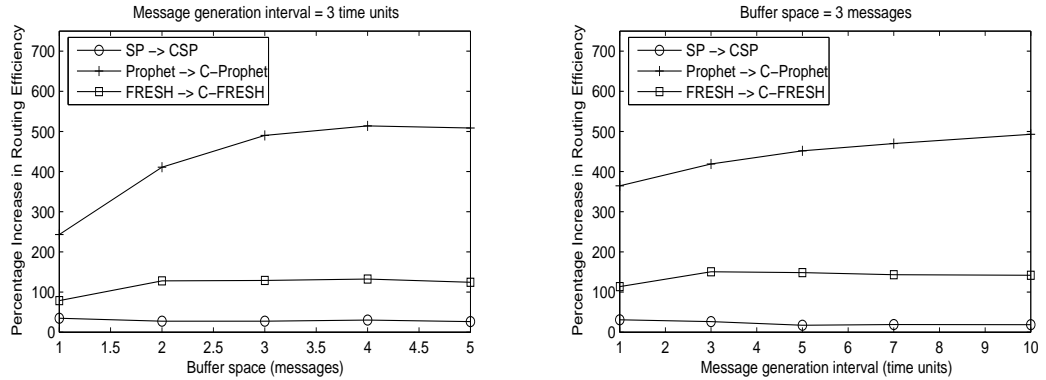 Message generation interval = 3 time units
Percentage Increase in Routing Efficiency
700
600
500
400
300
200
100
0
SP -> CSP
Prophet -> C-Prophet
FRESH -> C-FRESH
1 1.5 2 2.5 3 3.5 4 4.5 5
Buffer space (messages)
Buffer space = 3 messages
Percentage Increase in Routing Efficiency
700
600
500
400
300
200
100
0
SP -> CSP
Prophet -> C-Prophet
FRESH -> C-FRESH
1 2 3 4 5 6 7 8 9 10
Message generation interval (time units)